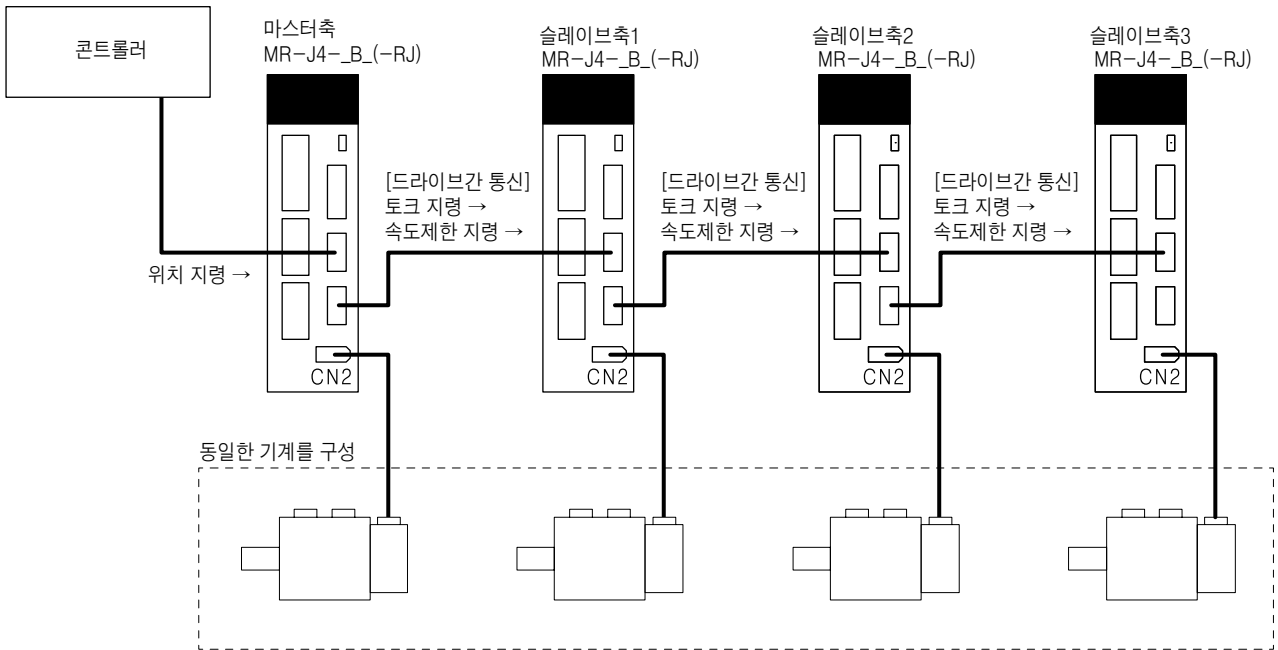 콘트롤러
마스터축
MR-J4-_B_(-RJ)
슬레이브축1
MR-J4-_B_(-RJ)
슬레이브축2
MR-J4-_B_(-RJ)
슬레이브축3
MR-J4-_B_(-RJ)
[드라이브간 통신]
토크 지령 →
속도제한 지령 →
[드라이브간 통신]
토크 지령 →
속도제한 지령 →
[드라이브간 통신]
토크 지령 →
속도제한 지령 →
위치 지령 →
CN2
CN2
CN2
CN2
동일한 기계를 구성